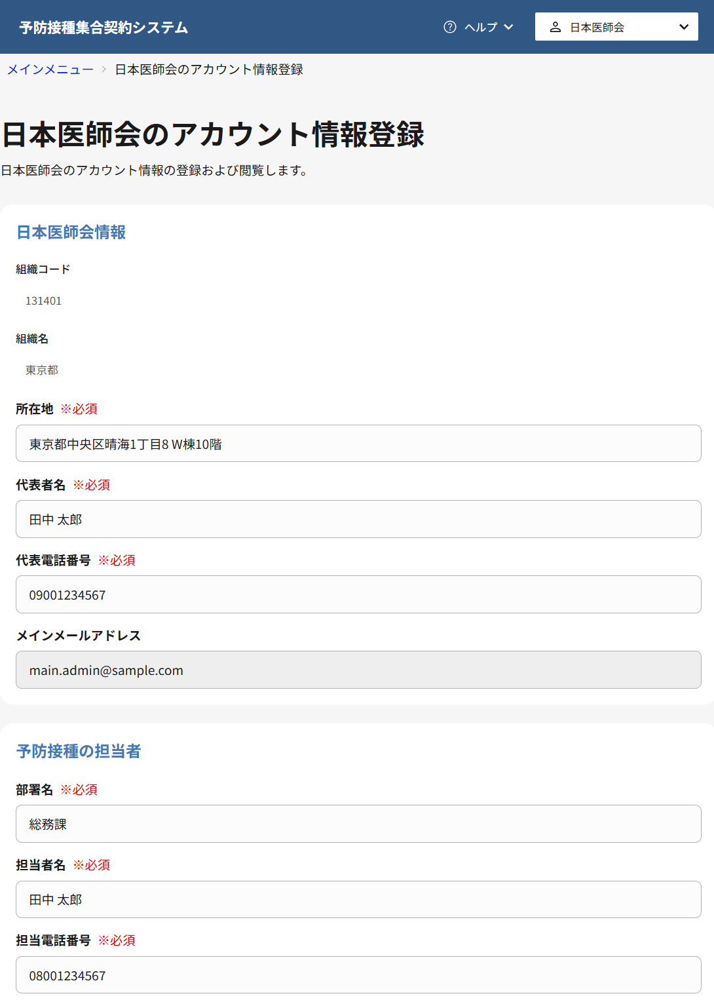 予防接種集合契約システム ヘルプ 日本医師会
メインメニュー > 日本医師会のアカウント情報登録
日本医師会のアカウント情報登録
日本医師会のアカウント情報の登録および閲覧します。
日本医師会情報
組織コード
131401
組織名
東京都
所在地 ※必須
東京都中央区晴海1丁目8 W棟10階
代表者名 ※必須
田中 太郎
代表電話番号 ※必須
09001234567
メインメールアドレス
main.admin@sample.com
予防接種の担当者
部署名 ※必須
総務課
担当者名 ※必須
田中 太郎
担当電話番号 ※必須
08001234567